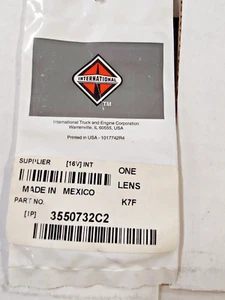 INTERNATIONAL
TM
International Truck and Engine Corporation
Warrenville, IL 60555, USA
Printed in USA - 1017742R4
SUPPLIER [16V] INT ONE
LENS
MADE IN MEXICO
PART NO. K7F
[1P] 3550732C2